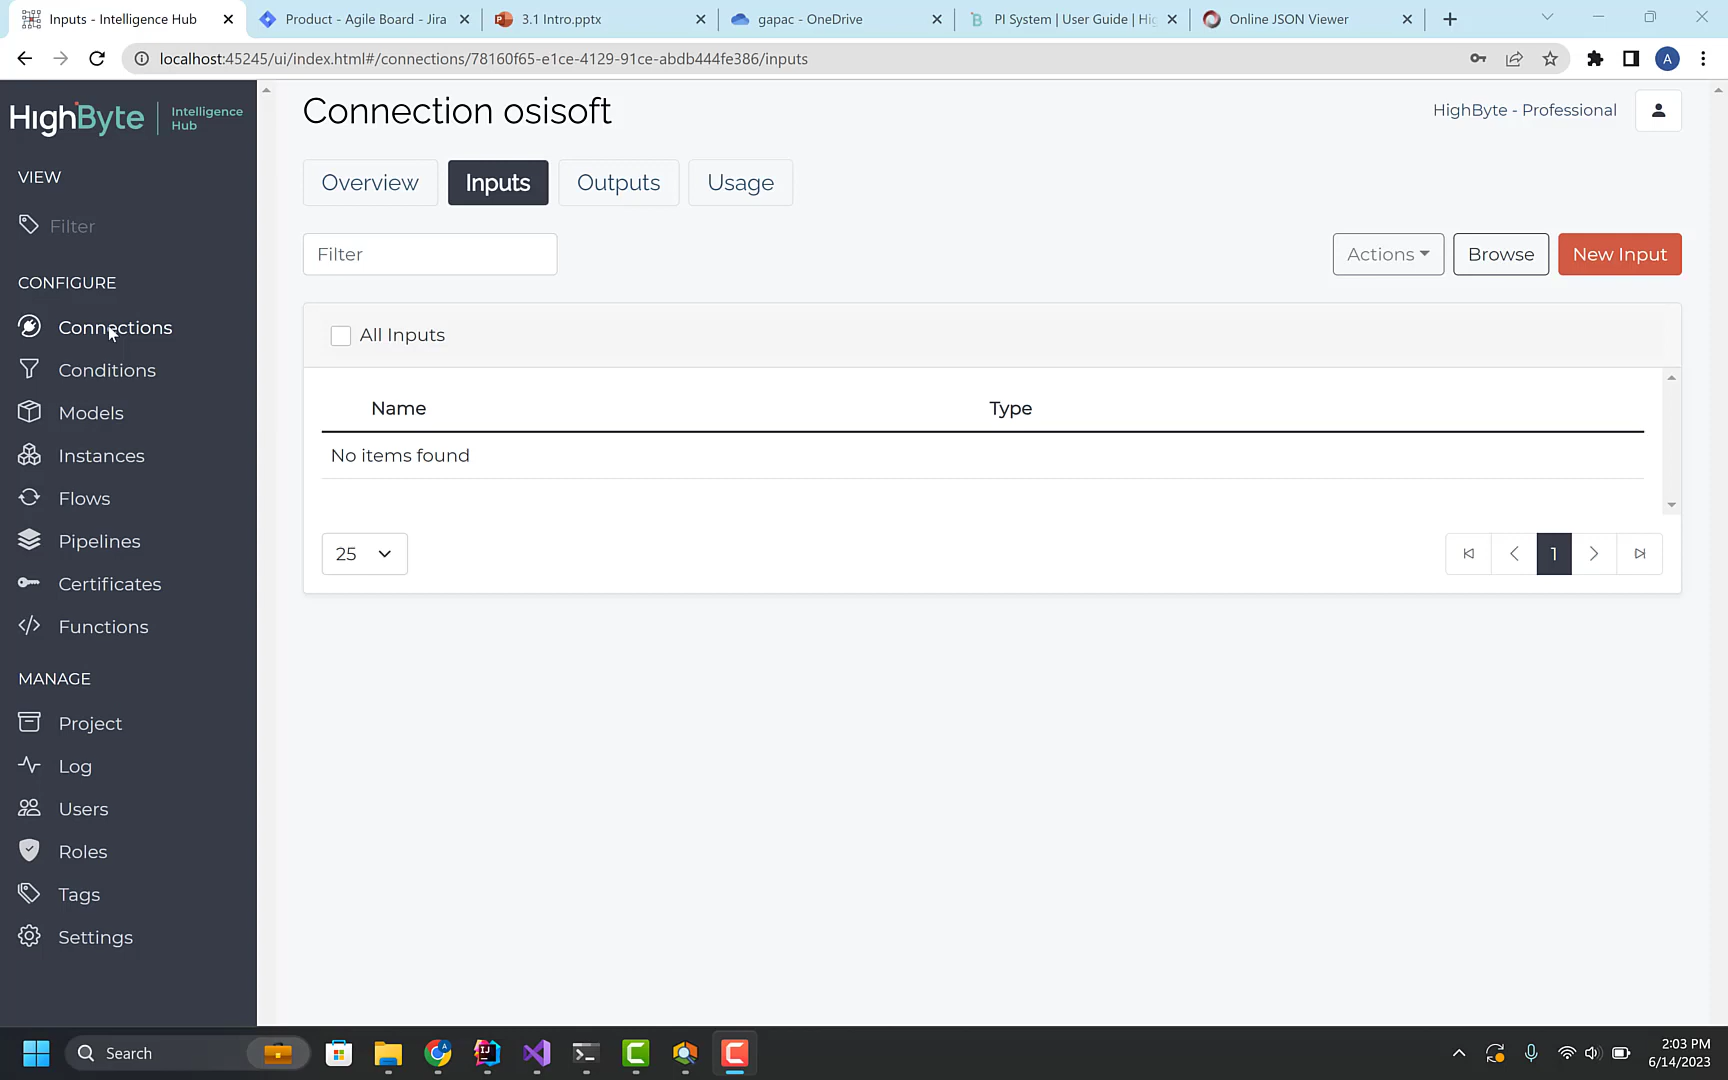 Inputs - Intelligence Hub
Product - Agile Board - Jira
3.1 Intro.pptx
gapac - OneDrive
PI System | User Guide | Hig
Online JSON Viewer
localhost:45245/ui/index.html#/connections/78160f65-e1ce-4129-91ce-abdb444fe386/inputs
A
HighByte
Intelligence
Hub
VIEW
Filter
CONFIGURE
Connections
Conditions
Models
Instances
Flows
Pipelines
Certificates
Functions
MANAGE
Project
Log
Users
Roles
Tags
Settings
Connection osisoft
HighByte - Professional
Overview
Inputs
Outputs
Usage
Filter
Actions
Browse
New Input
All Inputs
Name
Type
No items found
25
1
Search
2:03 PM
6/14/2023